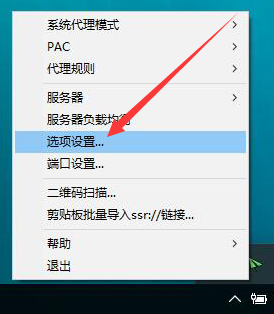 系统代理模式
PAC
代理规则
服务器
服务器负载均衡
选项设置...
端口设置...
二维码扫描...
剪贴板批量导入ssr://链接...
帮助
退出